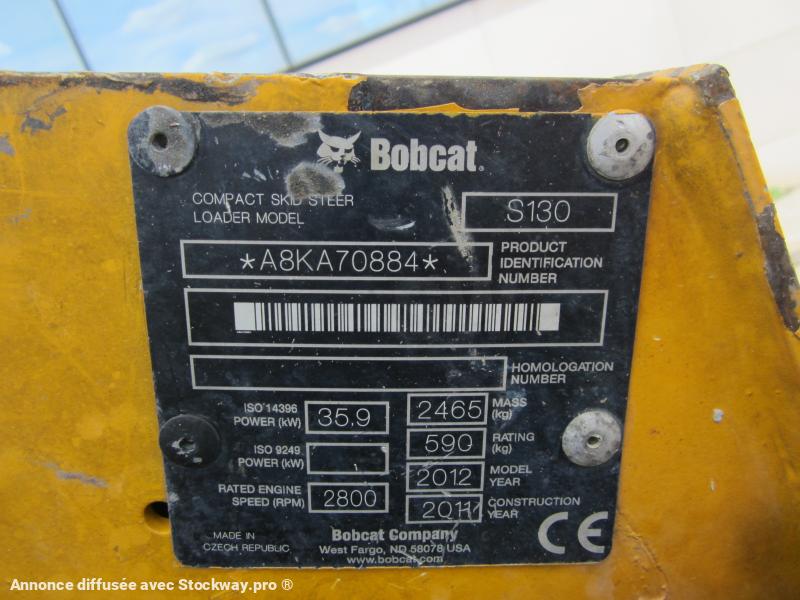 Bobcat.
COMPACT SKID STEER
LOADER MODEL
S130
*A8KA70884*
PRODUCT
IDENTIFICATION
NUMBER
HOMOLOGATION
NUMBER
ISO 14396
POWER (kW)
35.9
2465
MASS
(kg)
ISO 9249
POWER (kW)
590
RATING
(kg)
2012
MODEL
YEAR
RATED ENGINE
SPEED (RPM)
2800
2011
CONSTRUCTION
YEAR
MADE IN
CZECH REPUBLIC
Bobcat Company
West Fargo, ND 58078 USA
www.bobcat.com
CE
Annonce diffusée avec Stockway.pro ®